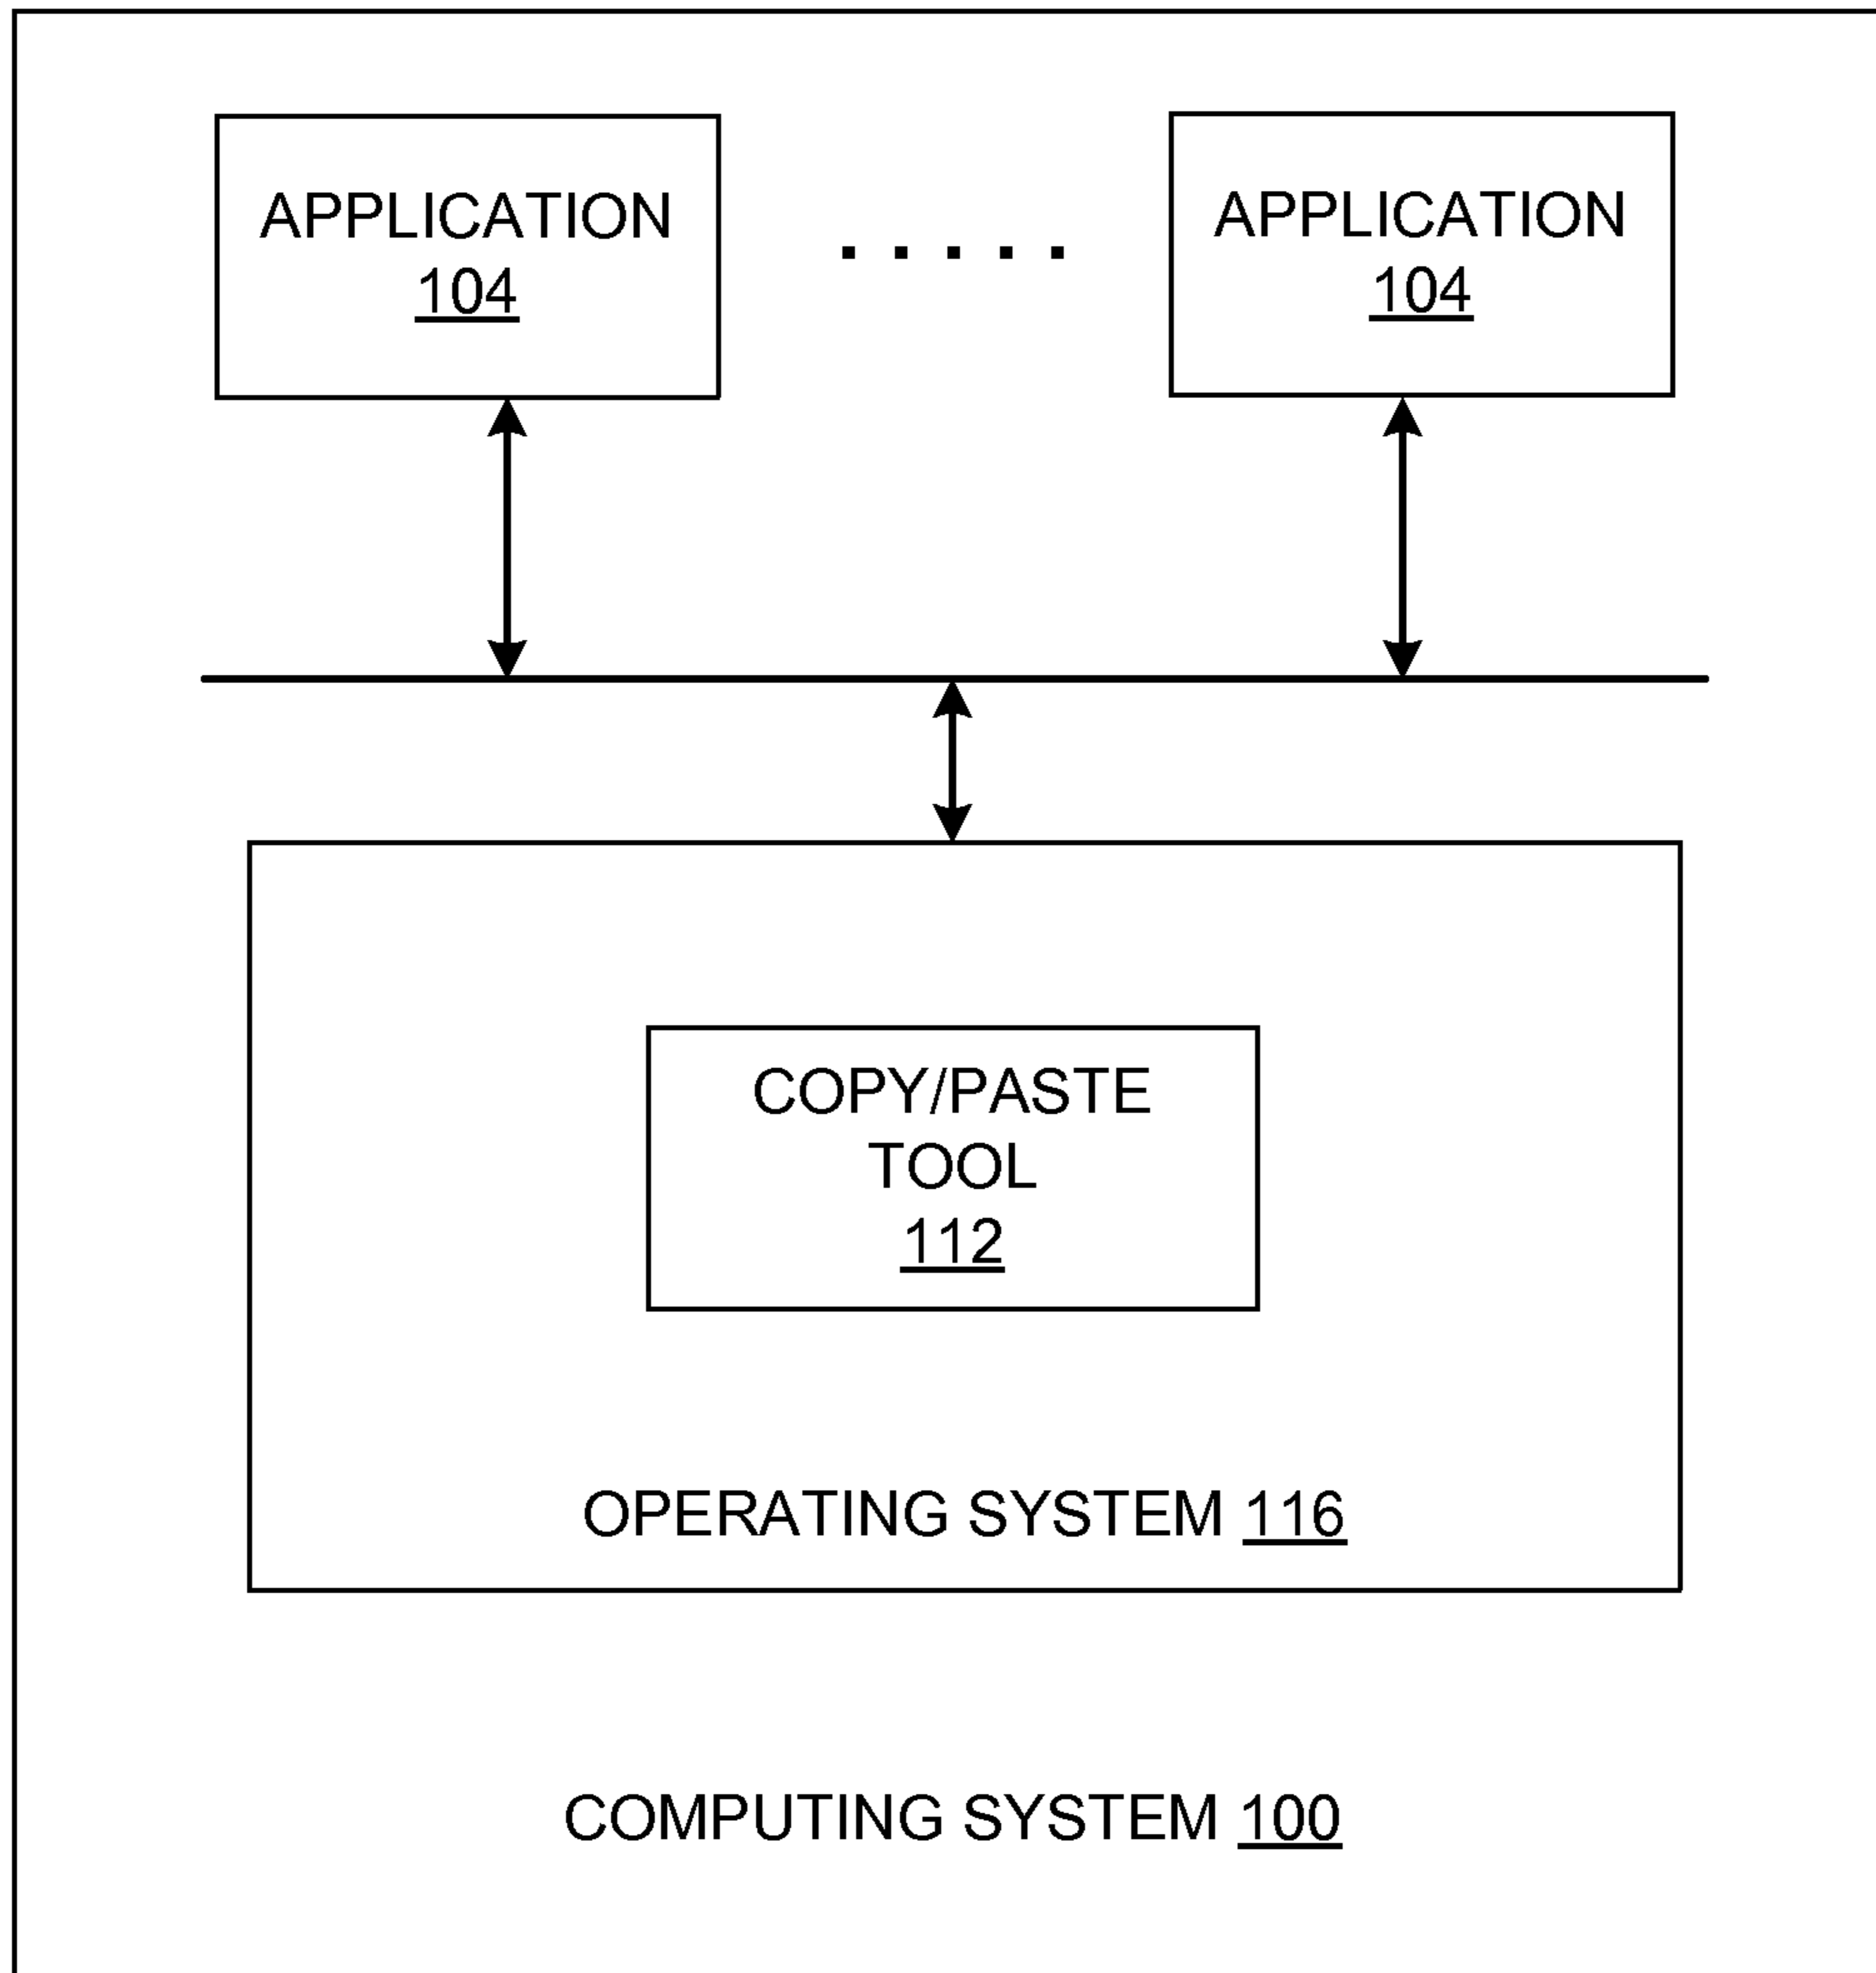 APPLICATION
104
. . . . .
APPLICATION
104
COPY/PASTE
TOOL
112
OPERATING SYSTEM 116
COMPUTING SYSTEM 100